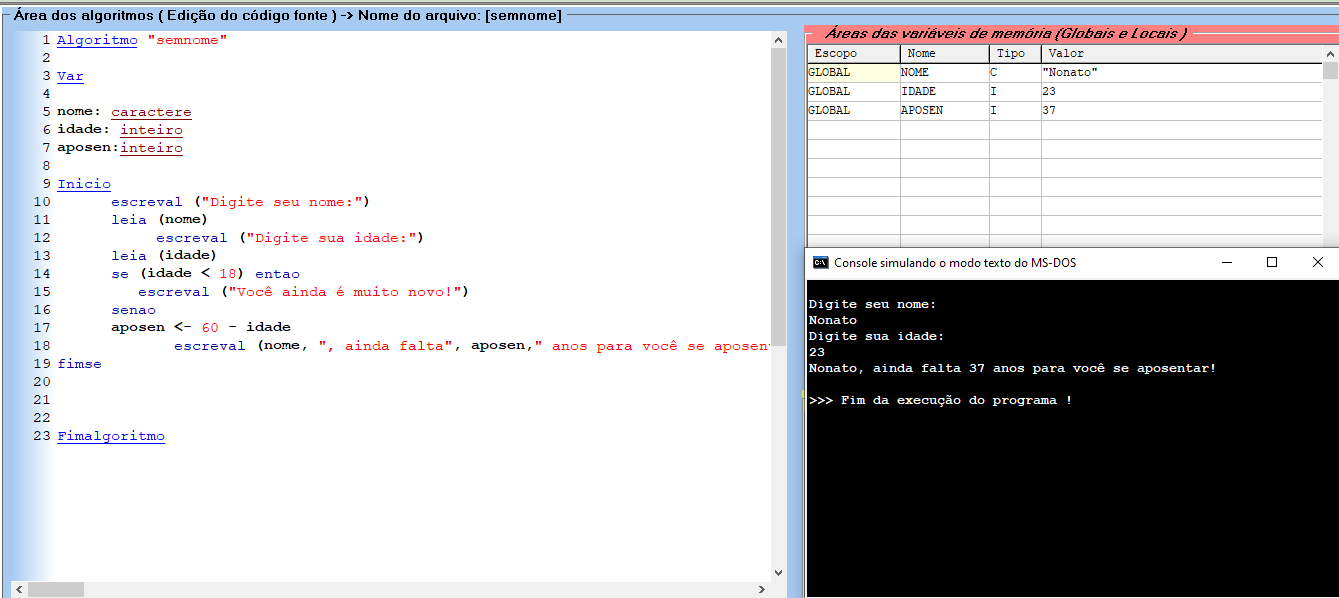 Área dos algoritmos ( Edição do código fonte ) -> Nome do arquivo: [semnome]
1 Algoritmo "semnome"
2
3 Var
4
5 nome: caractere
6 idade: inteiro
7 aposen:inteiro
8
9 Inicio
10 escreval ("Digite seu nome:")
11 leia (nome)
12 escreval ("Digite sua idade:")
13 leia (idade)
14 se (idade < 18) entao
15 escreval ("Você ainda é muito novo!")
16 senao
17 aposen <- 60 - idade
18 escreval (nome, ", ainda falta", aposen," anos para você se aposen
19 fimse
20
21
22
23 Fimalgoritmo
Áreas das variáveis de memória (Globais e Locais )
Escopo Nome Tipo Valor
GLOBAL NOME C "Nonato"
GLOBAL IDADE I 23
GLOBAL APOSEN I 37
C:\ Console simulando o modo texto do MS-DOS
Digite seu nome:
Nonato
Digite sua idade:
23
Nonato, ainda falta 37 anos para você se aposentar!
>>> Fim da execução do programa !